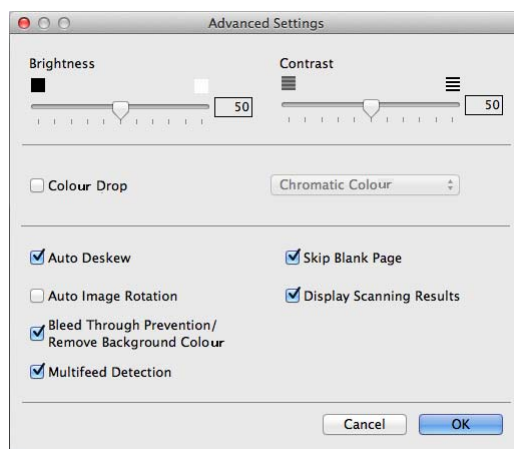 Advanced Settings
Brightness
Contrast
50
50
Colour Drop
Chromatic Colour
Auto Deskew
Skip Blank Page
Auto Image Rotation
Display Scanning Results
Bleed Through Prevention/
Remove Background Colour
Multifeed Detection
Cancel
OK